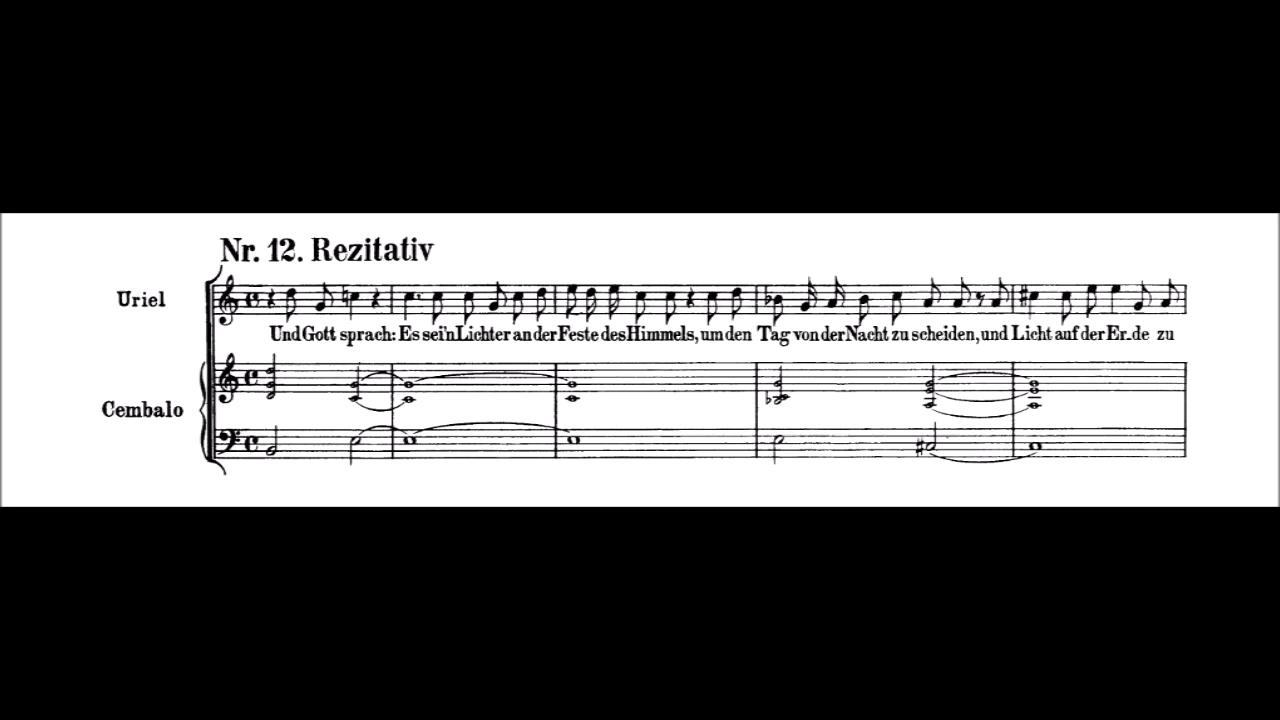 Nr. 12. Rezitativ
Uriel
Und Gott sprach: Es sei'n Lichter an der Feste des Himmels, um den Tag von der Nacht zu scheiden, und Licht auf der Er_de zu
Cembalo